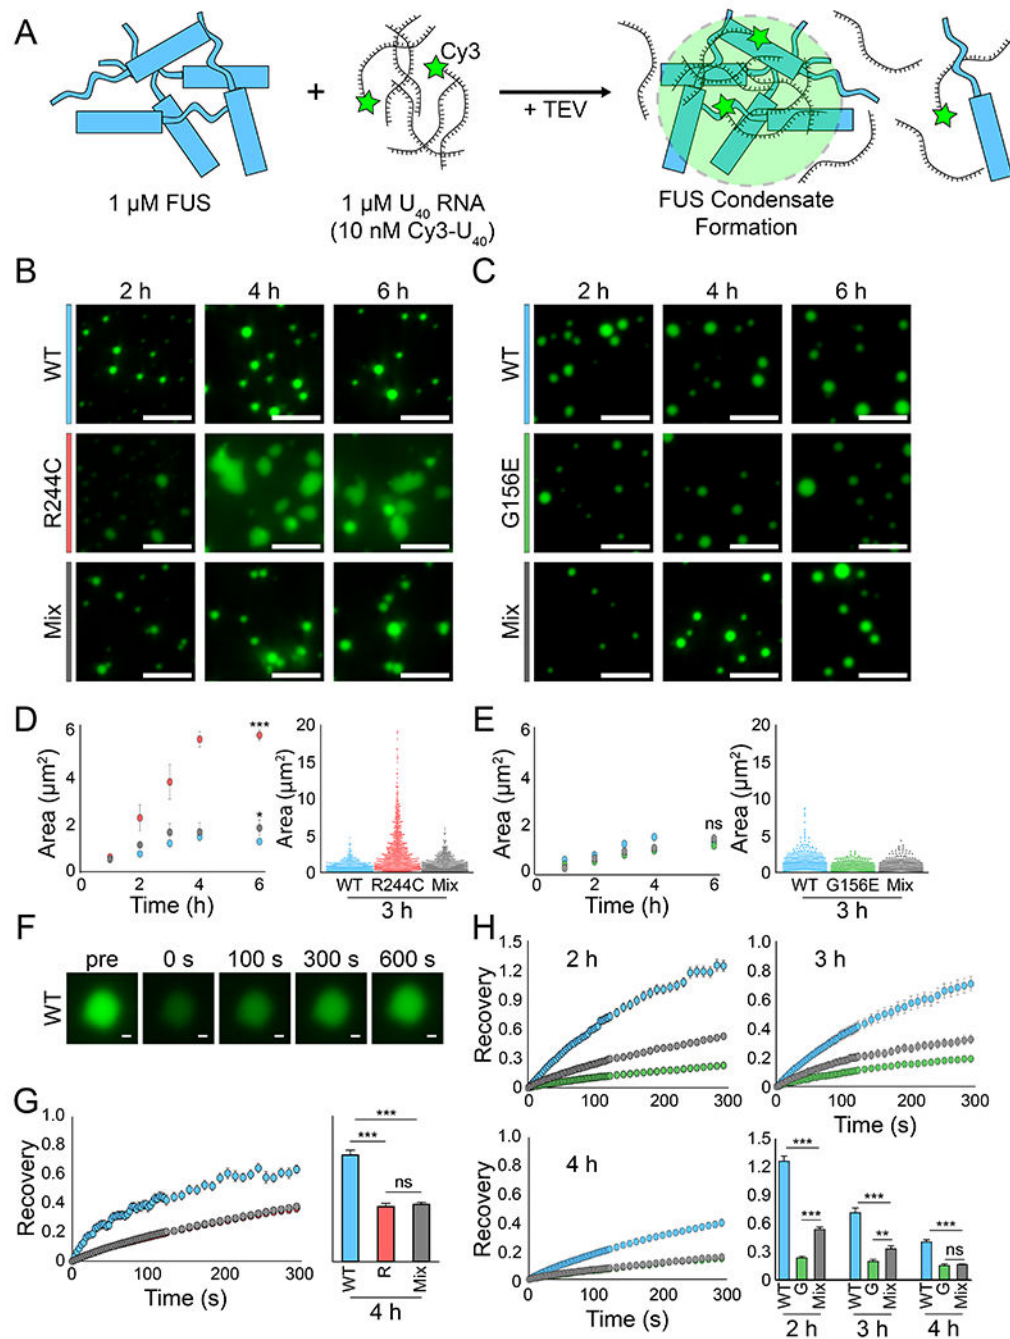 A
Cy3
+
+ TEV
1 µM FUS
1 µM U40 RNA
(10 nM Cy3-U40)
FUS Condensate
Formation
B
2 h 4 h 6 h
WT
R244C
Mix
C
2 h 4 h 6 h
WT
G156E
Mix
D
Area (µm²)
6
4
2
0
0 2 4 6
Time (h)
***
*
Area (µm²)
20
15
10
5
0
WT R244C Mix
3 h
E
Area (µm²)
6
4
2
0
0 2 4 6
Time (h)
ns
Area (µm²)
20
15
10
5
0
WT G156E Mix
3 h
F
pre 0 s 100 s 300 s 600 s
WT
G
Recovery
1.0
0.8
0.6
0.4
0.2
0
0 100 200 300
Time (s)
***
***
ns
WT R Mix
4 h
H
2 h
Recovery
1.5
1.2
0.9
0.6
0.3
0
0 100 200 300
3 h
1.0
0.8
0.6
0.4
0.2
0
0 100 200 300
Time (s)
4 h
Recovery
1.0
0.8
0.6
0.4
0.2
0
0 100 200 300
Time (s)
1.5
1.2
0.9
0.6
0.3
0
***
***
***
**
***
ns
WT G Mix WT G Mix WT G Mix
2 h 3 h 4 h